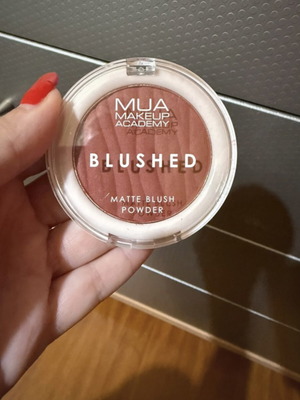 MUA
MAKEUP
ACADEMY
BLUSHED
MATTE BLUSH
POWDER